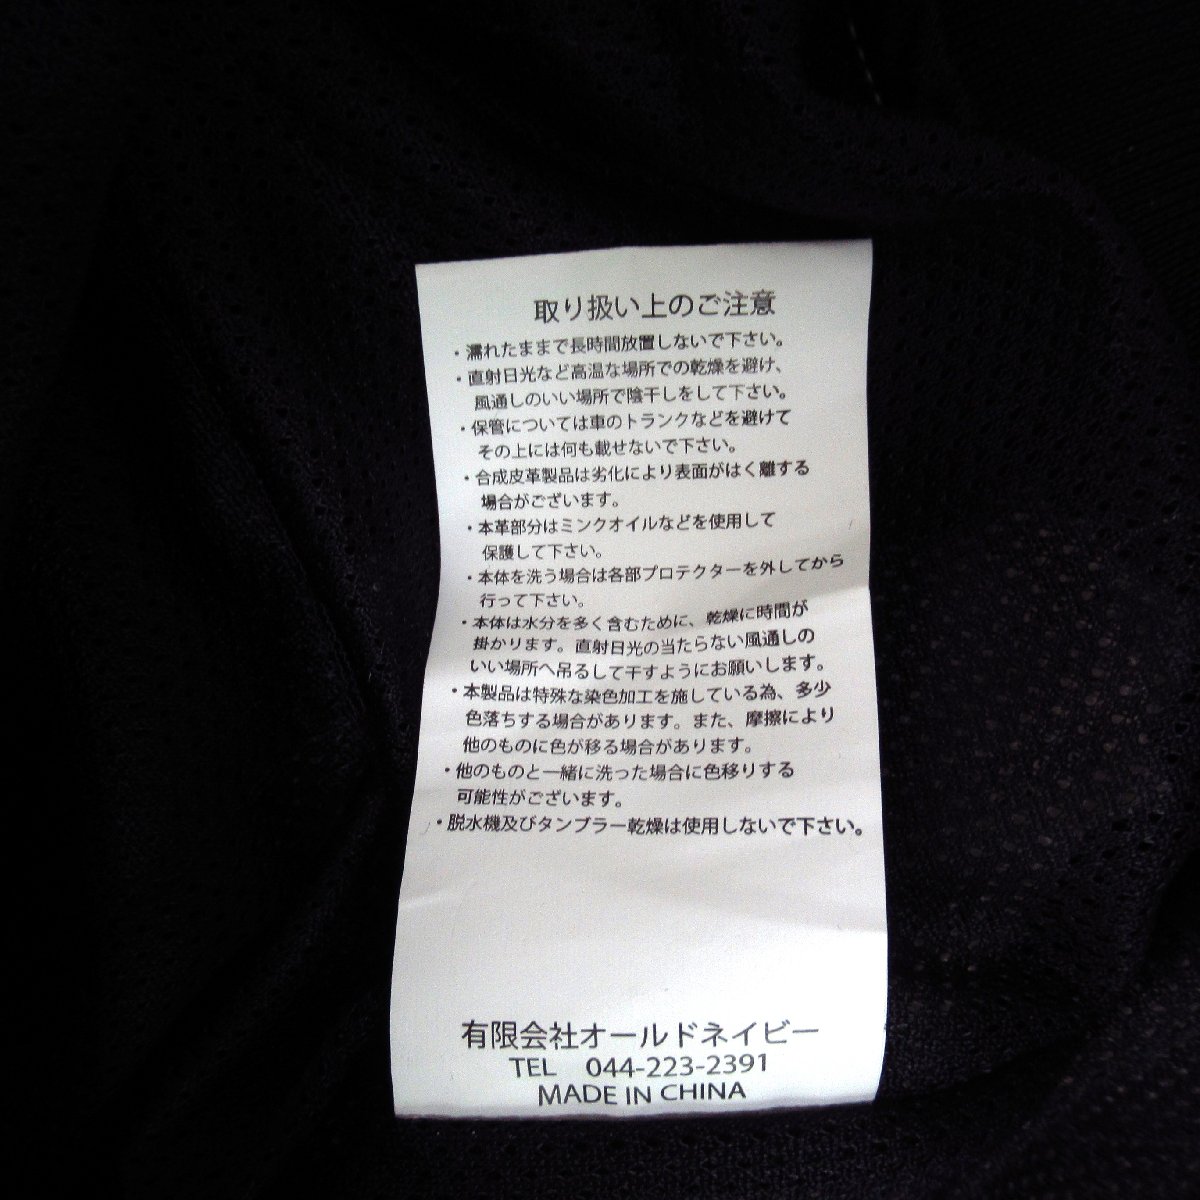 取り扱い上のご注意
・濡れたままで長時間放置しないで下さい。
・直射日光など高温な場所での乾燥を避け、
風通しのいい場所で陰干しをして下さい。
・保管については車のトランクなどを避けて
その上には何も載せないで下さい。
・合成皮革製品は劣化により表面がはく離する
場合がございます。
・本革部分はミンクオイルなどを使用して
保護して下さい。
・本体を洗う場合は各部プロテクターを外してから
行って下さい。
・本体は水分を多く含むために、乾燥に時間が
掛かります。直射日光の当たらない風通しの
いい場所へ吊るして干すようにお願いします。
・本製品は特殊な染色加工を施している為、多少
色落ちする場合があります。また、摩擦により
他のものに色が移る場合があります。
・他のものと一緒に洗った場合に色移りする
可能性がございます。
・脱水機及びタンブラー乾燥は使用しないで下さい。
有限会社オールドネイビー
TEL 044-223-2391
MADE IN CHINA